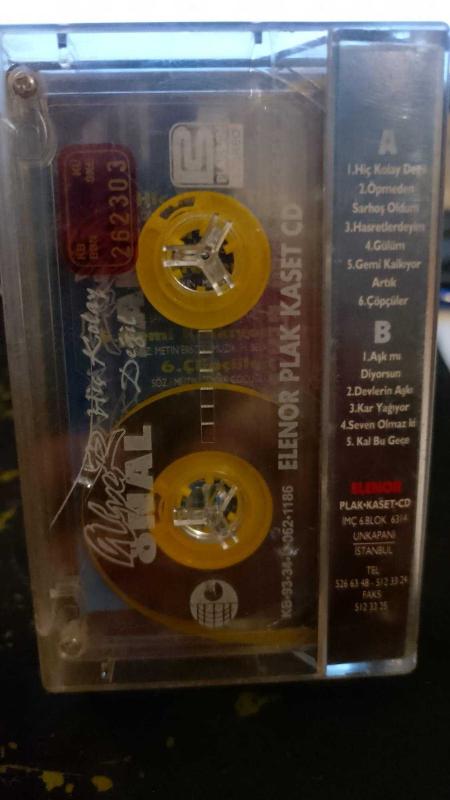 A
1.Hiç Kolay Değil
2.Öpmeden
Sarhoş Oldum
3.Hasretlerdeyim
4.Gülüm
5.Gemi Kalkıyor
Artık
6.Çöpçüler
B
1.Aşk mı
Diyorsun
2.Devlerin Aşkı
3.Kar Yağıyor
4.Seven Olmaz ki
5. Kal Bu Gece
ELENOR
PLAK•KASET•CD
İMÇ 6.BLOK 6314
UNKAPANI
İSTANBUL
TEL
526 63 48 - 512 33 24
FAKS
512 33 25
ELENOR PLAK KASET CD
262303
Hiç Kolay
Değil
ÖNAL
6.Çöpçüler